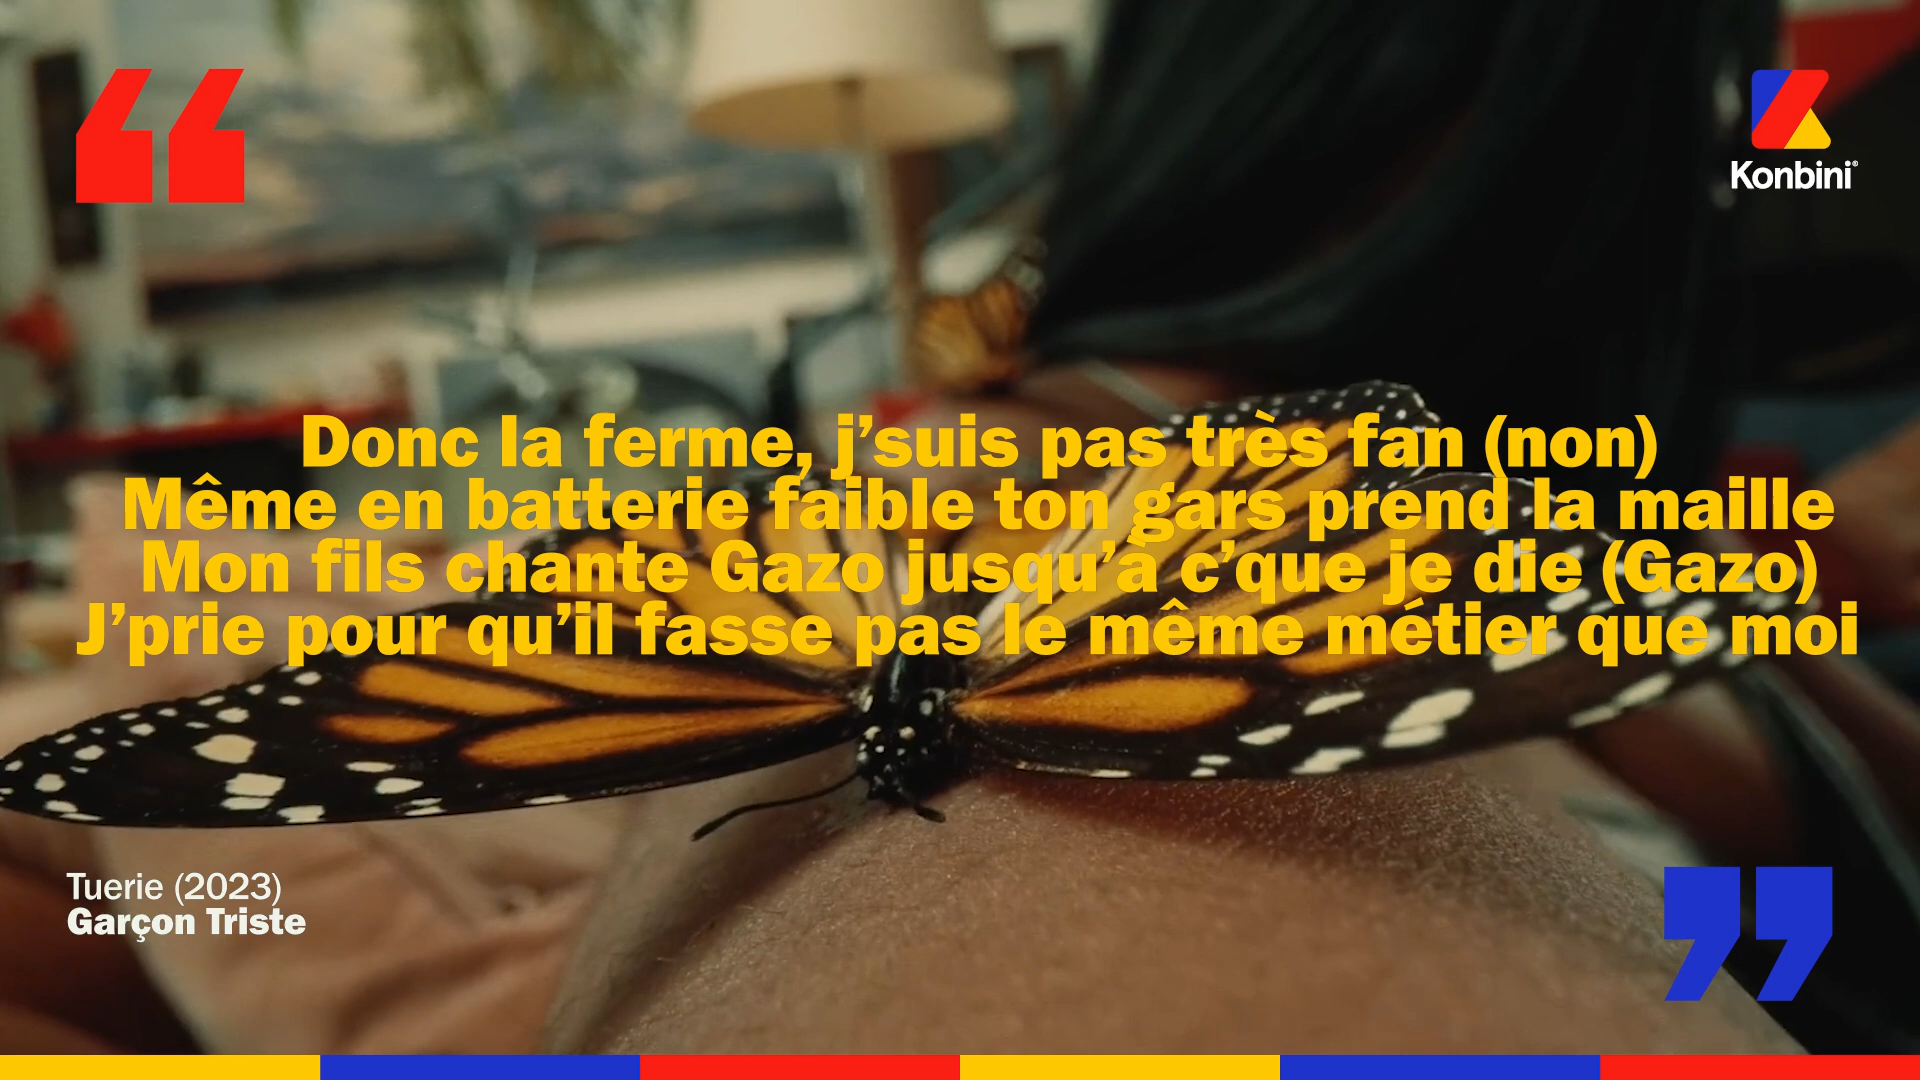 Konbini
Donc la ferme, j’suis pas très fan (non)
Même en batterie faible ton gars prend la maille
Mon fils chante Gazo jusqu’à c’que je die (Gazo)
J’prie pour qu’il fasse pas le même métier que moi
Tuerie (2023)
Garçon Triste